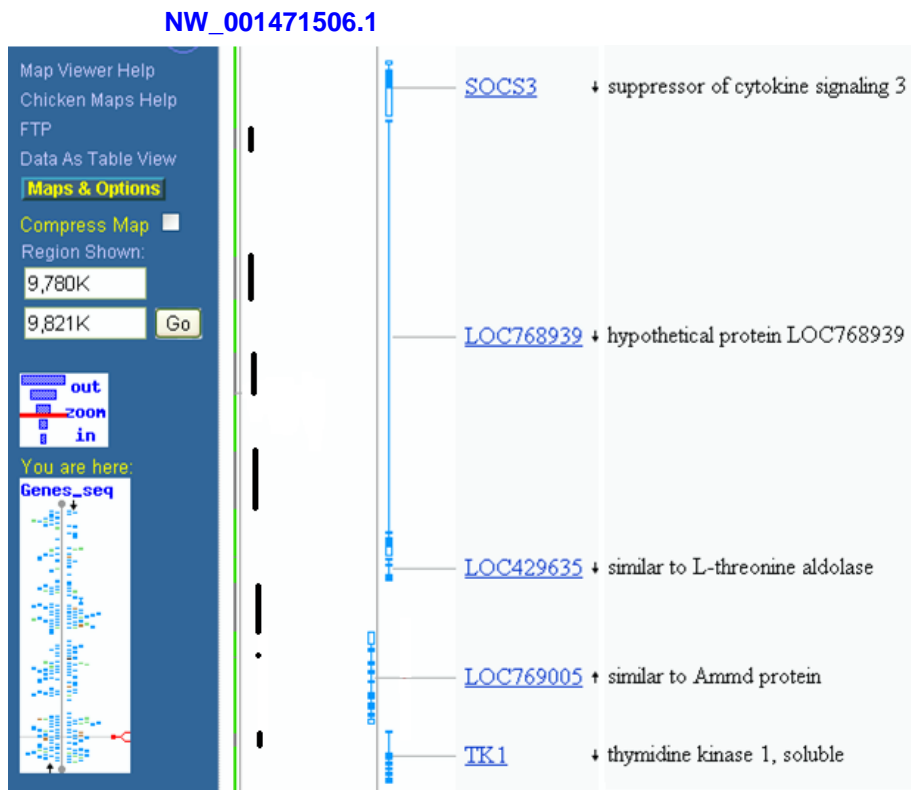 NW_001471506.1
Map Viewer Help
Chicken Maps Help
FTP
Data As Table View
Maps & Options
Compress Map
Region Shown:
9,780K
9,821K Go
out
zoom
in
You are here:
Genes_seq
SOCS3 ↓ suppressor of cytokine signaling 3
LOC768939 ↓ hypothetical protein LOC768939
LOC429635 ↓ similar to L-threonine aldolase
LOC769005 ↑ similar to Ammd protein
TK1 ↓ thymidine kinase 1, soluble